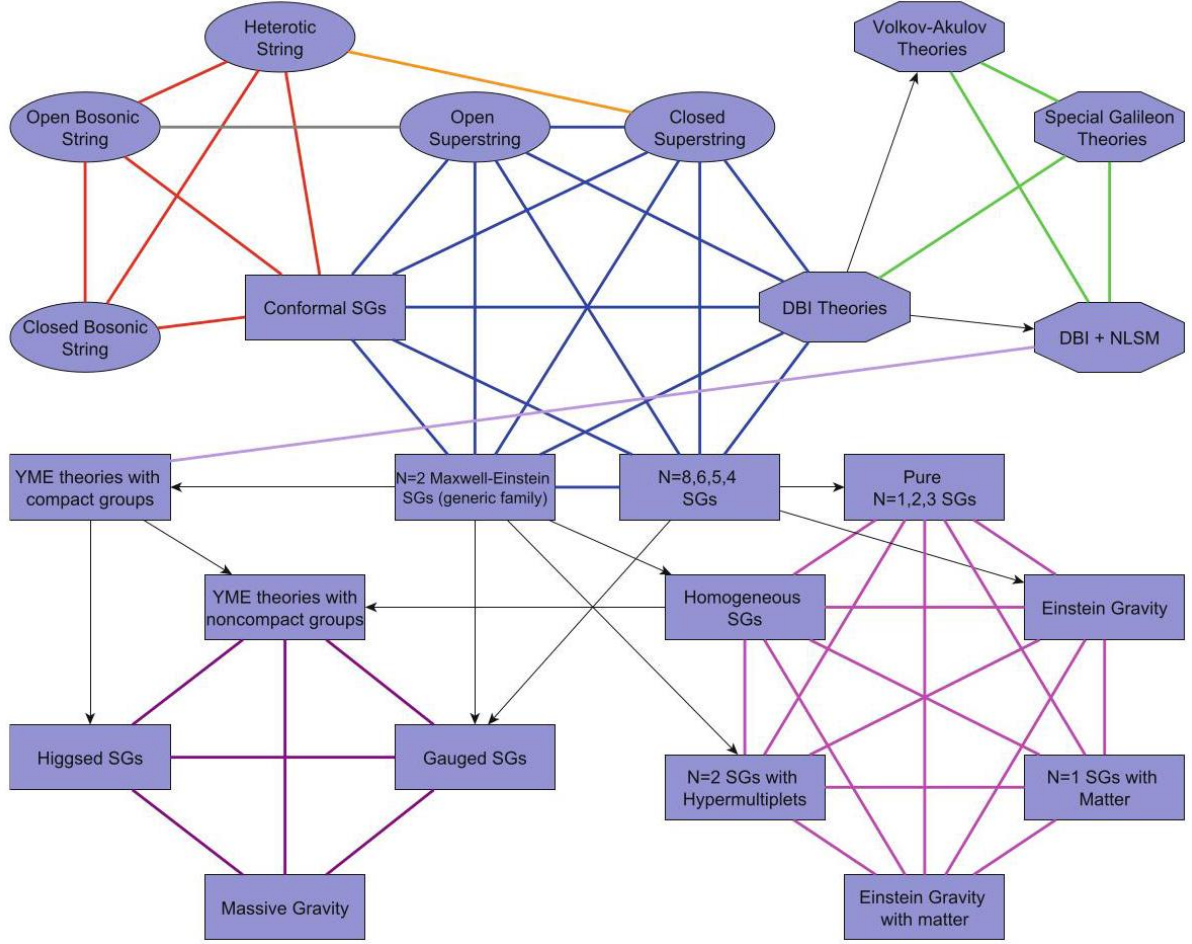 Heterotic
String
Volkov-Akulov
Theories
Open Bosonic
String
Open
Superstring
Closed
Superstring
Special Galileon
Theories
Conformal SGs
DBI Theories
Closed Bosonic
String
DBI + NLSM
YME theories with
compact groups
N=2 Maxwell-Einstein
SGs (generic family)
N=8,6,5,4
SGs
Pure
N=1,2,3 SGs
YME theories with
noncompact groups
Homogeneous
SGs
Einstein Gravity
Higgsed SGs
Gauged SGs
N=2 SGs with
Hypermultiplets
N=1 SGs with
Matter
Massive Gravity
Einstein Gravity
with matter